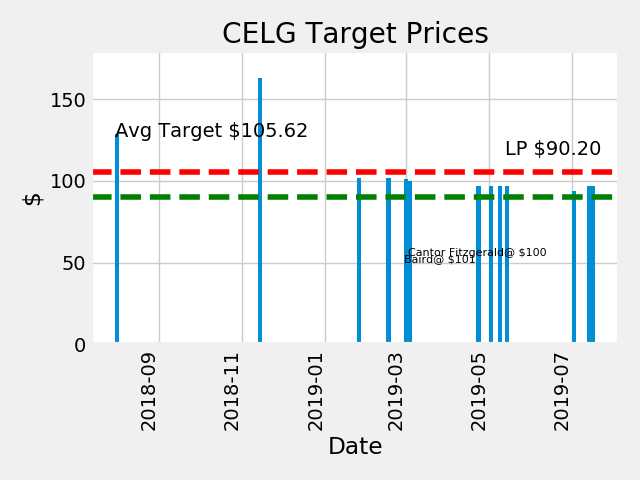 CELG Target Prices
150
Avg Target $105.62
LP $90.20
100
Cantor Fitzgerald@ $100
Baird@ $101
50
0
$
2018-09
2018-11
2019-01
2019-03
2019-05
2019-07
Date